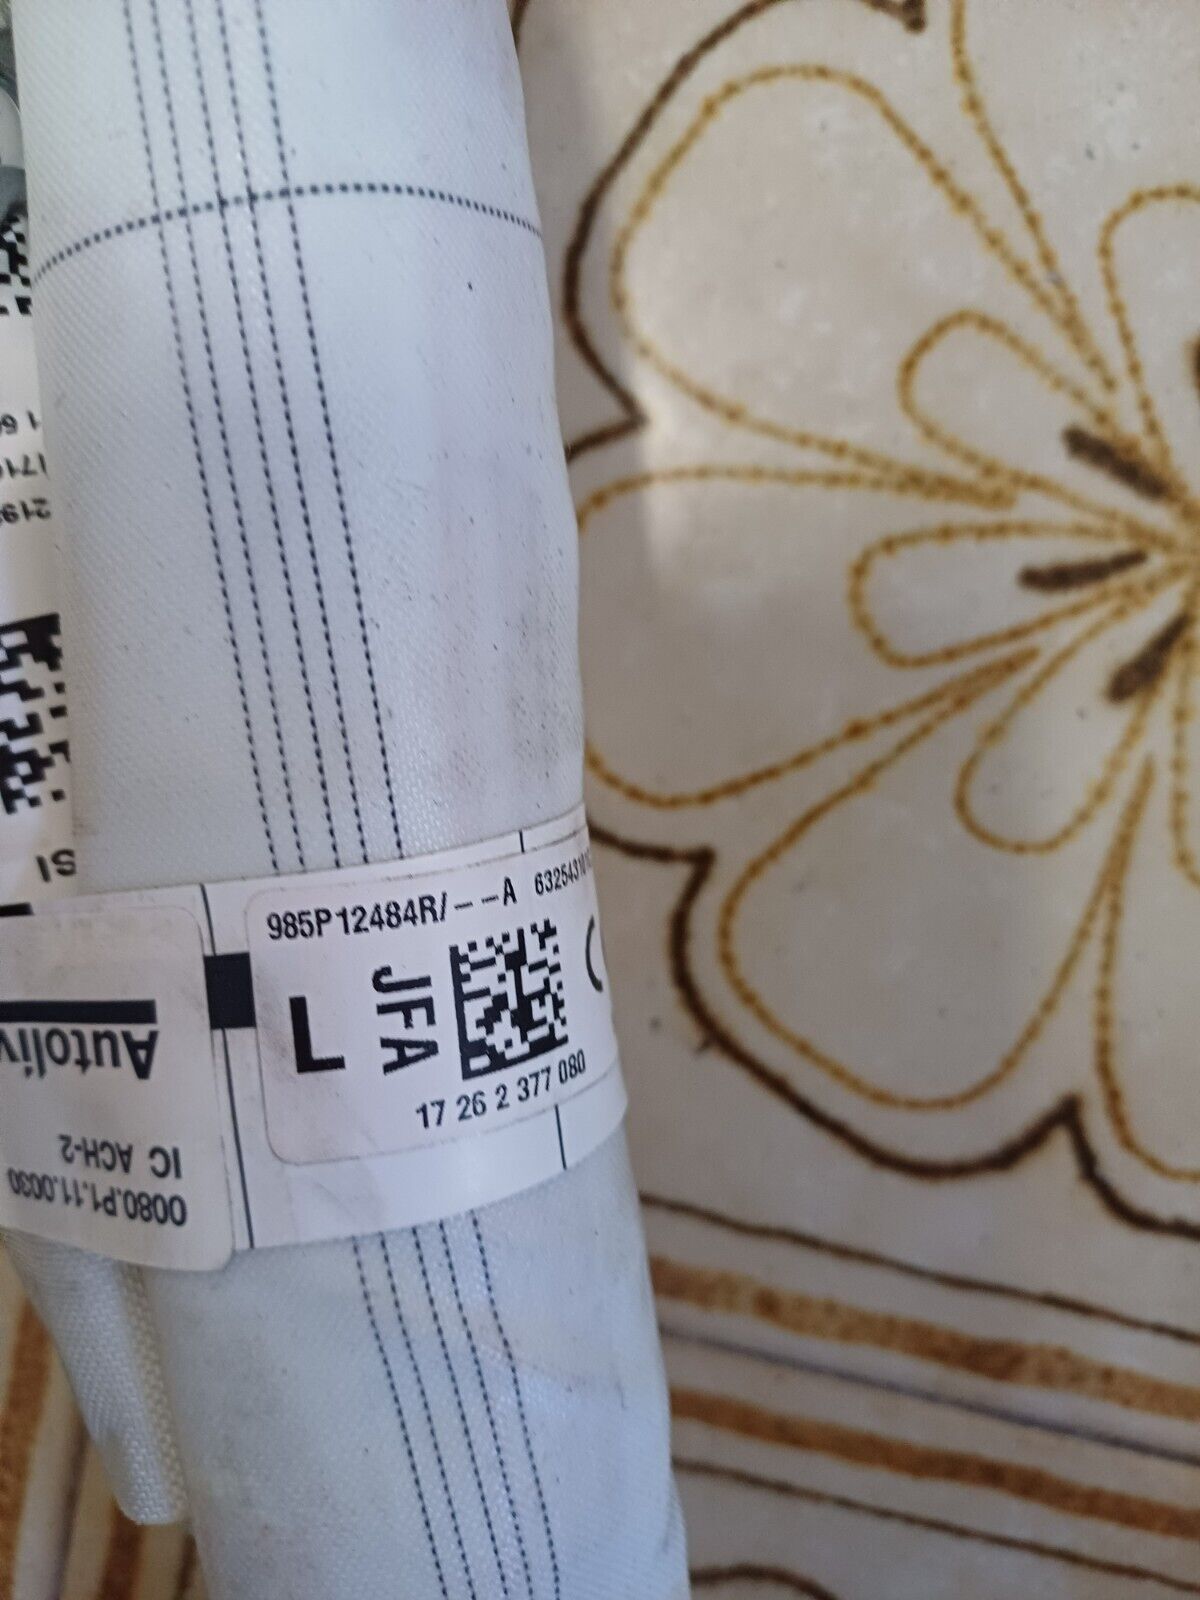 985P12484R/---A
L
JFA
17 26 2 377 080
Autoliv
IC ACH-2
0080.P1.11.0030